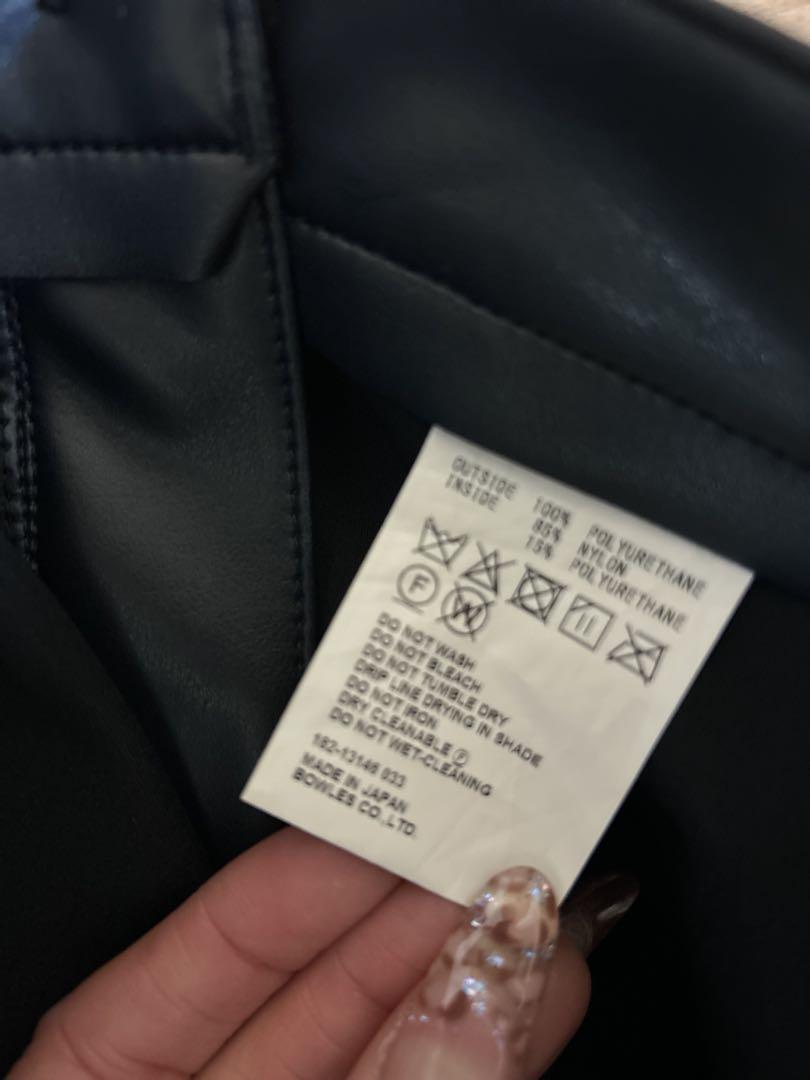 OUTSIDE 100% POLYURETHANE
INSIDE 85% NYLON
15% POLYURETHANE
F W
DO NOT WASH
DO NOT BLEACH
DO NOT TUMBLE DRY
DRIP LINE DRYING IN SHADE
DO NOT IRON
DRY CLEANABLE Ⓕ
DO NOT WET-CLEANING
182-13146 033
MADE IN JAPAN
BOWLES CO.,LTD.